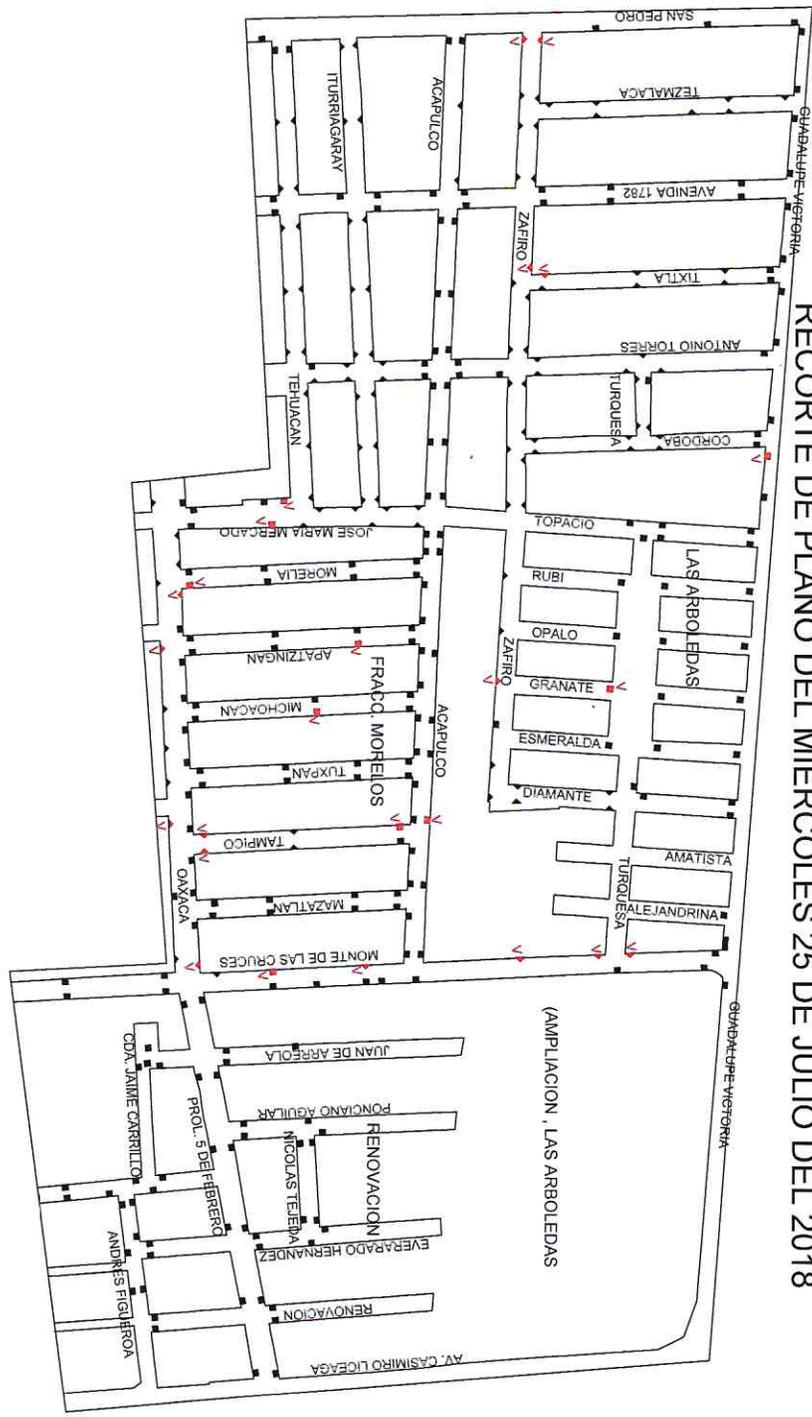 RECORTE DE PLANO DEL MIERCOLES 25 DE JULIO DEL 2018
GUADALUPE VICTORIA
GUADALUPE VICTORIA
SAN PEDRO
TEZMALACA
AVENIDA 1782
TIXTLA
ANTONIO TORRES
CORDOBA
TURQUESA
TOPACIO
RUBI
OPALO
GRANATE
ESMERALDA
DIAMANTE
LAS ARBOLEDAS
AMATISTA
ALEJANDRINA
TURQUESA
ZAFIRO
ZAFIRO
ACAPULCO
ACAPULCO
ITURRIAGARAY
TEHUACAN
JOSE MARIA MERCADO
MORELIA
APATZINGAN
MICHOACAN
FRACC. MORELOS
TUXPAN
TAMPICO
MAZATLAN
OAXACA
MONTE DE LAS CRUCES
(AMPLIACION , LAS ARBOLEDAS
JUAN DE ARREOLA
PONCIANO AGUILAR
RENOVACION
NICOLAS TEJEDA
EVERARADO HERNANDEZ
RENOVACION
PROL. 5 DE FEBRERO
CDA. JAIME CARRILLO
ANDRES FIGUEROA
AV. CASIMIRO LICEAGA